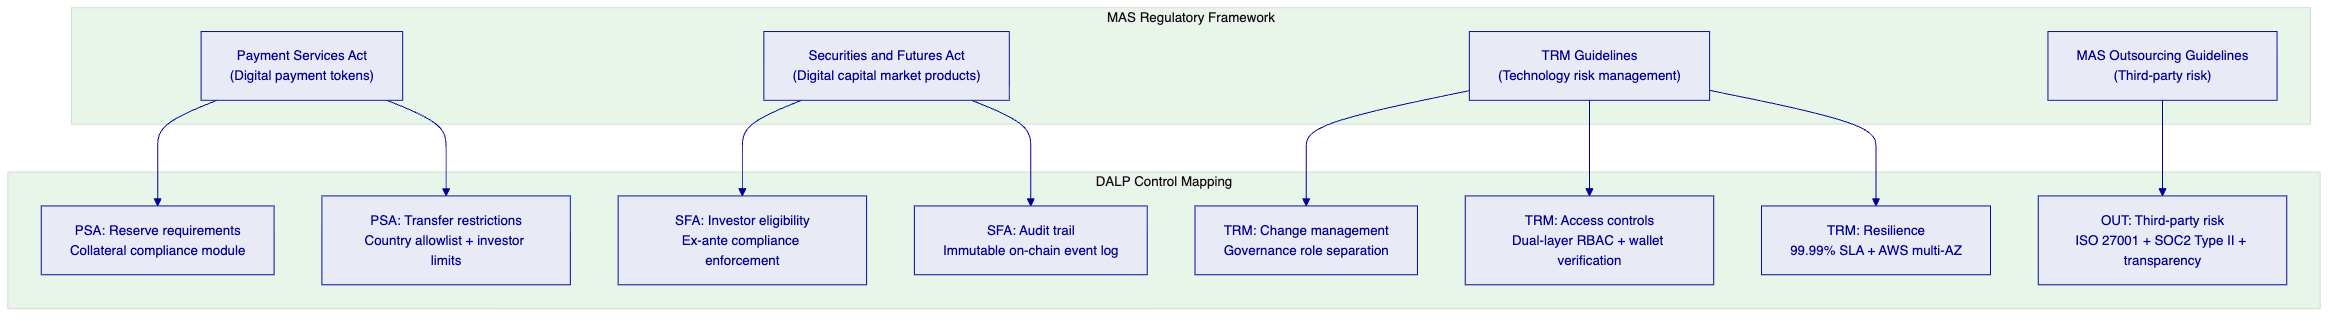 MAS Regulatory Framework
Payment Services Act
(Digital payment tokens)
Securities and Futures Act
(Digital capital market products)
TRM Guidelines
(Technology risk management)
MAS Outsourcing Guidelines
(Third-party risk)
DALP Control Mapping
PSA: Reserve requirements
Collateral compliance module
PSA: Transfer restrictions
Country allowlist + investor
limits
SFA: Investor eligibility
Ex-ante compliance
enforcement
SFA: Audit trail
Immutable on-chain event log
TRM: Change management
Governance role separation
TRM: Access controls
Dual-layer RBAC + wallet
verification
TRM: Resilience
99.99% SLA + AWS multi-AZ
OUT: Third-party risk
ISO 27001 + SOC2 Type II +
transparency